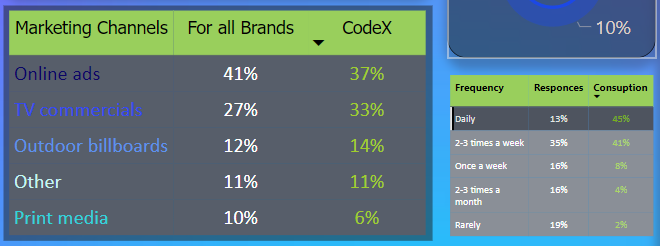 Marketing Channels For all Brands CodeX
Online ads 41% 37%
TV commercials 27% 33%
Outdoor billboards 12% 14%
Other 11% 11%
Print media 10% 6%
10%
Frequency Responces Consuption
Daily 13% 45%
2-3 times a week 35% 41%
Once a week 16% 8%
2-3 times a
month 16% 4%
Rarely 19% 2%